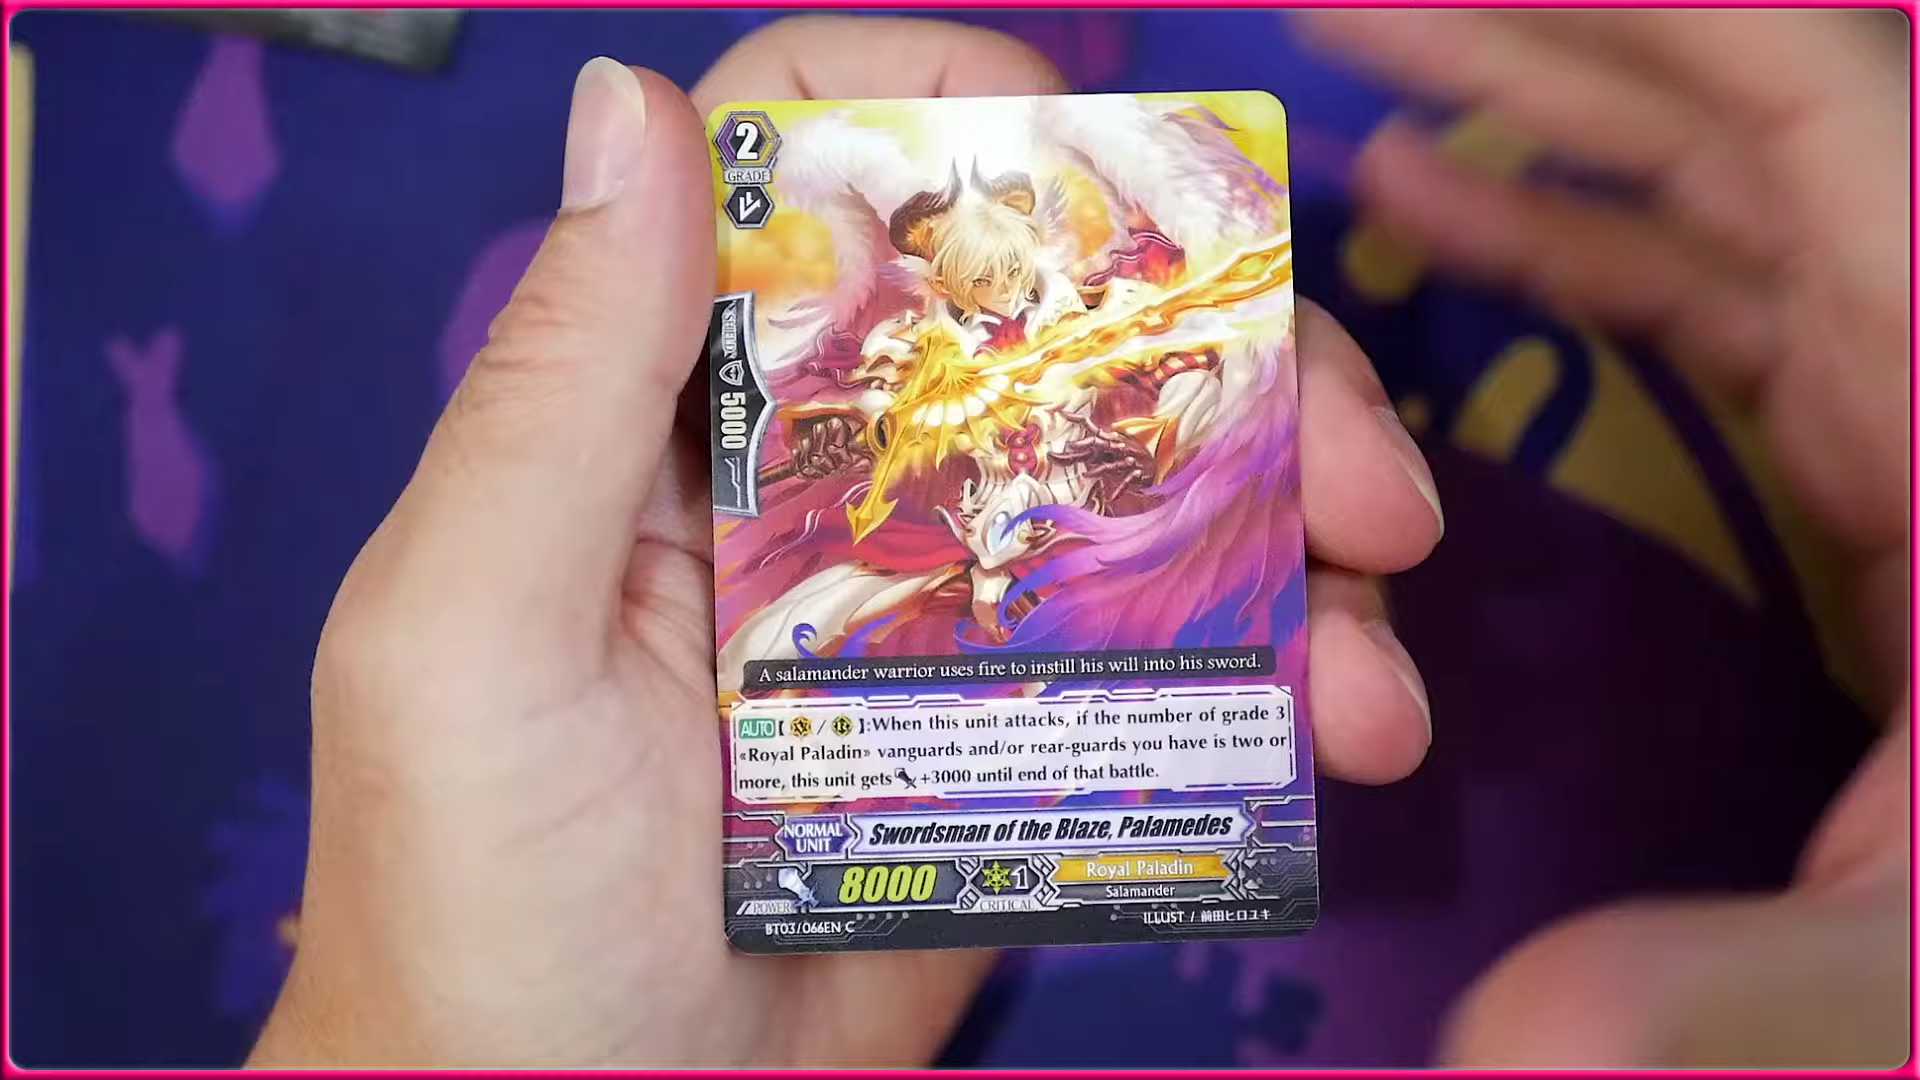 2
GRADE
SHIELD
5000
A salamander warrior uses fire to instill his will into his sword.
AUTO【 V / R 】:When this unit attacks, if the number of grade 3
«Royal Paladin» vanguards and/or rear-guards you have is two or
more, this unit gets +3000 until end of that battle.
NORMAL
UNIT
Swordsman of the Blaze, Palamedes
POWER
8000
1
CRITICAL
Royal Paladin
Salamander
BT03/066EN C
ILLUST / 前田ヒロユキ